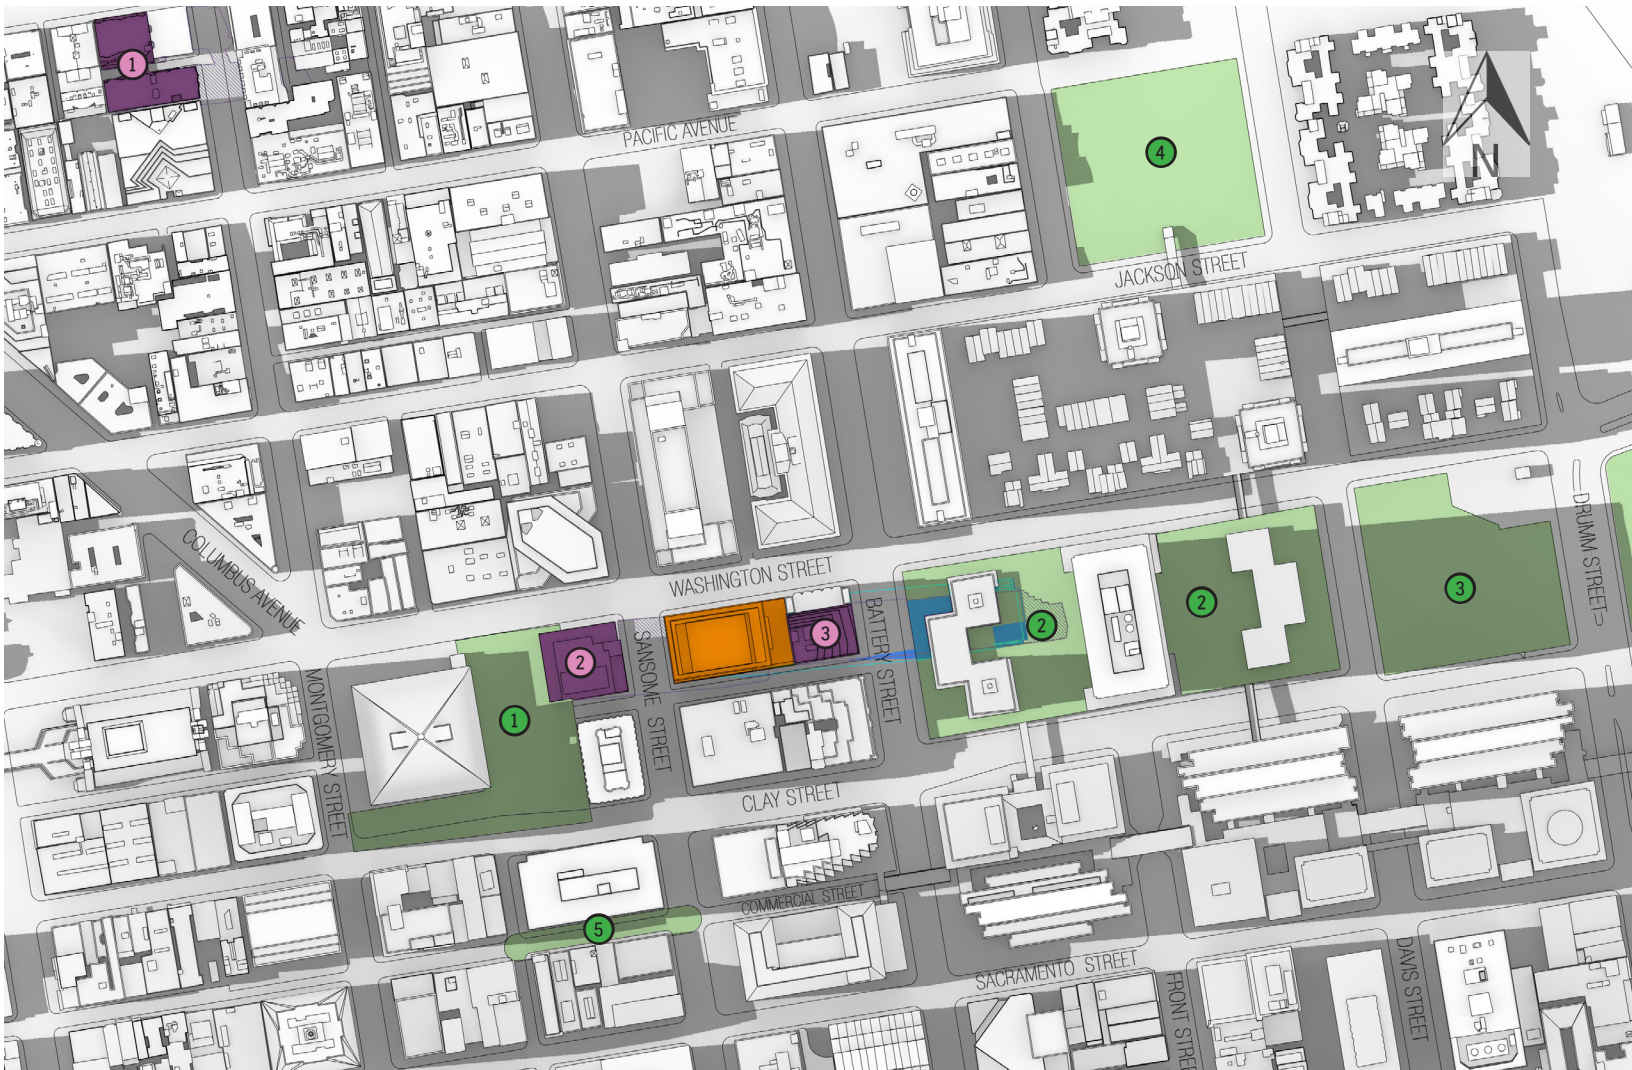 1
PACIFIC AVENUE
4
N
JACKSON STREET
COLUMBUS AVENUE
WASHINGTON STREET
DRUMM STREET
2
3
BATTERY STREET
2
3
2
SANSOME STREET
MONTGOMERY STREET
1
CLAY STREET
COMMERCIAL STREET
5
SACRAMENTO STREET
FRONT STREET
DAVIS STREET